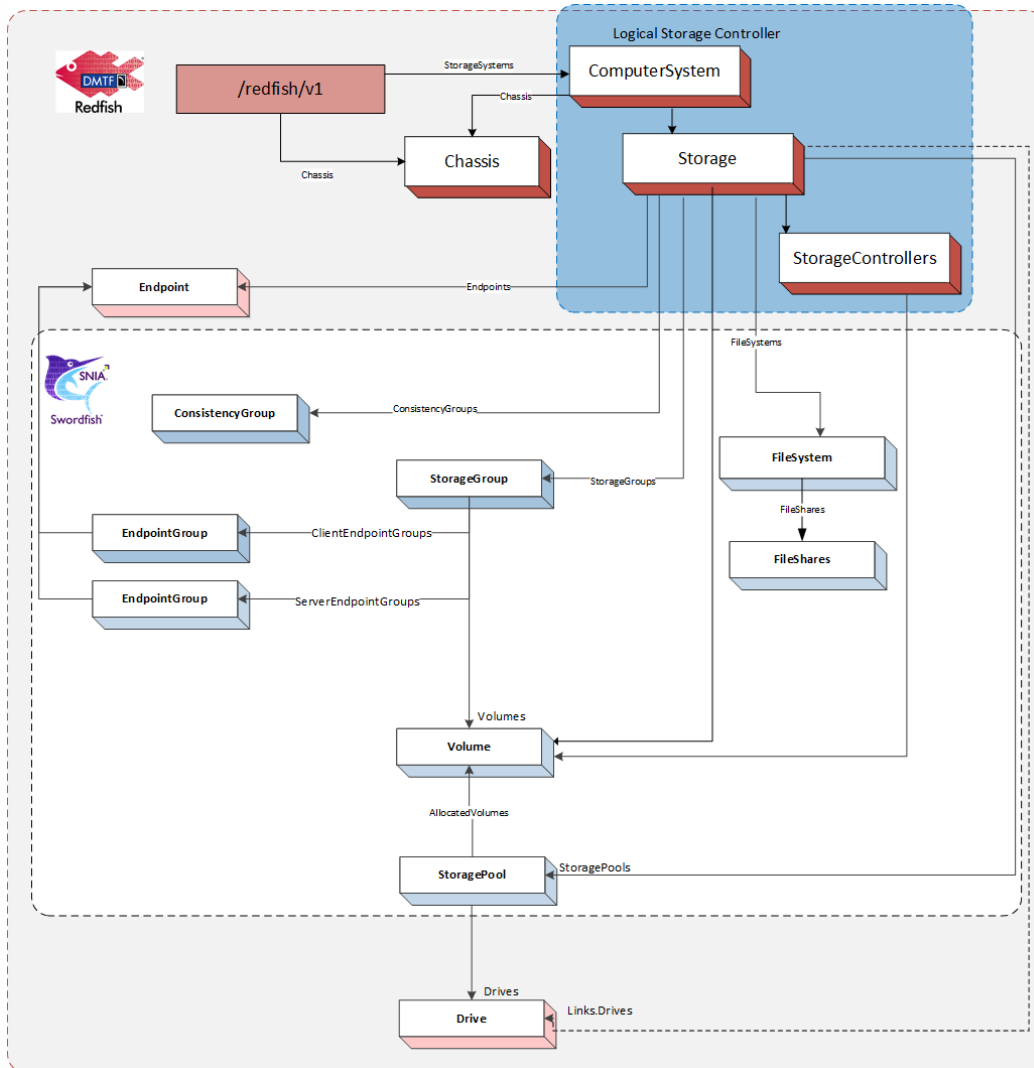 Logical Storage Controller
DMTF
Redfish
/redfish/v1
StorageSystems
ComputerSystem
Chassis
Chassis
Chassis
Storage
StorageControllers
Endpoint
Endpoints
FileSystems
SNIA
Swordfish
ConsistencyGroup
ConsistencyGroups
StorageGroup
StorageGroups
FileSystem
FileShares
EndpointGroup
ClientEndpointGroups
FileShares
EndpointGroup
ServerEndpointGroups
Volumes
Volume
AllocatedVolumes
StoragePool
StoragePools
Drives
Drive
Links.Drives